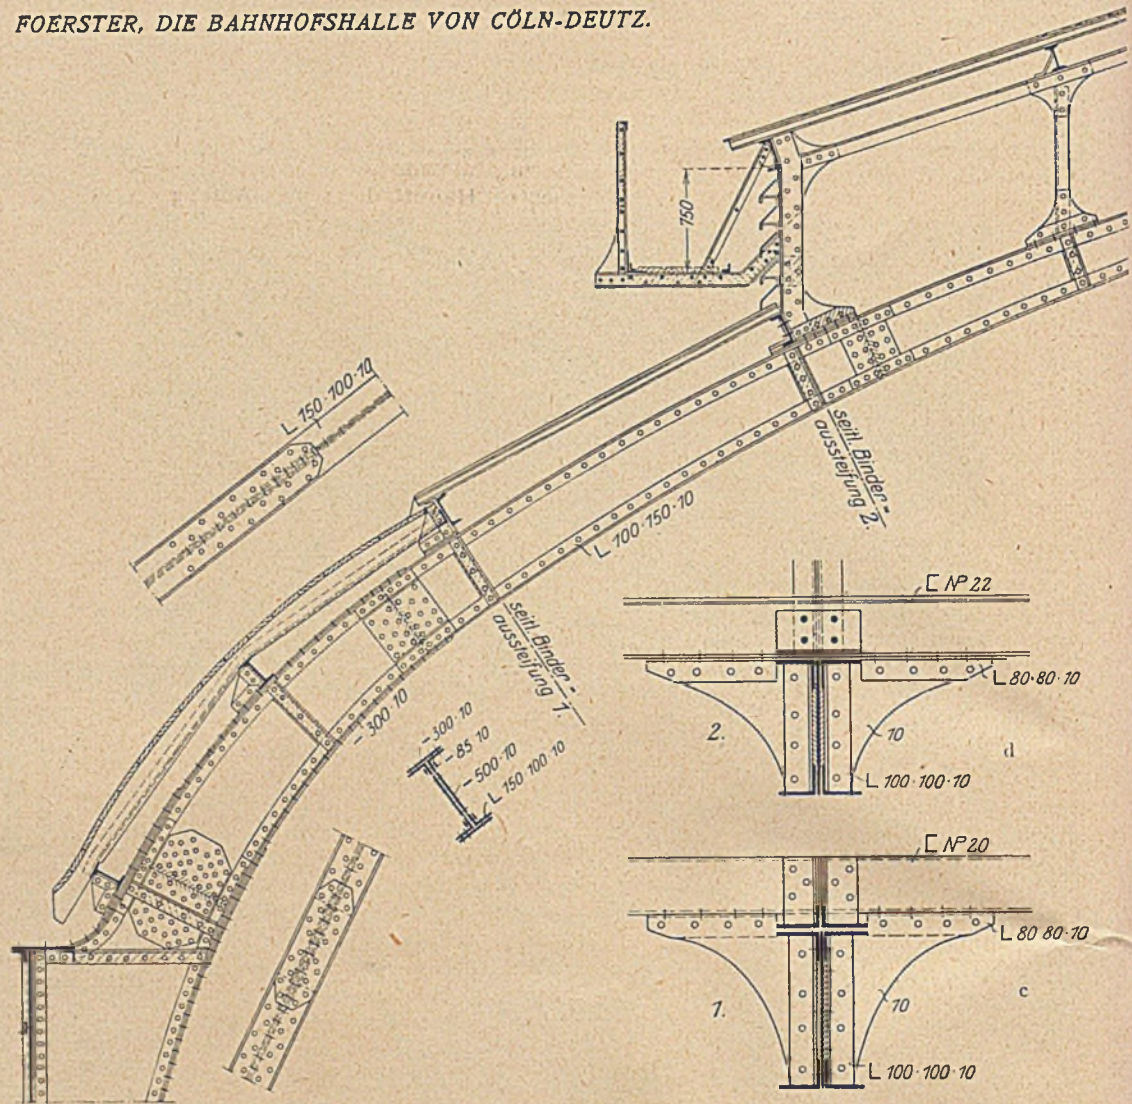 FOERSTER, DIE BAHNHOFSHALLE VON CÖLN-DEUTZ.
750
L 150·100·10
seitl. Binder-
aussteifung 2.
L 100·150·10
seitl. Binder-
aussteifung 1.
- 300·10
- 300·10
- 85 10
- 500·10
L 150 100 10
[ Nº 22
L 80·80·10
2.
10
d
L 100·100·10
[ Nº 20
L 80 80·10
1.
10
c
L 100·100·10